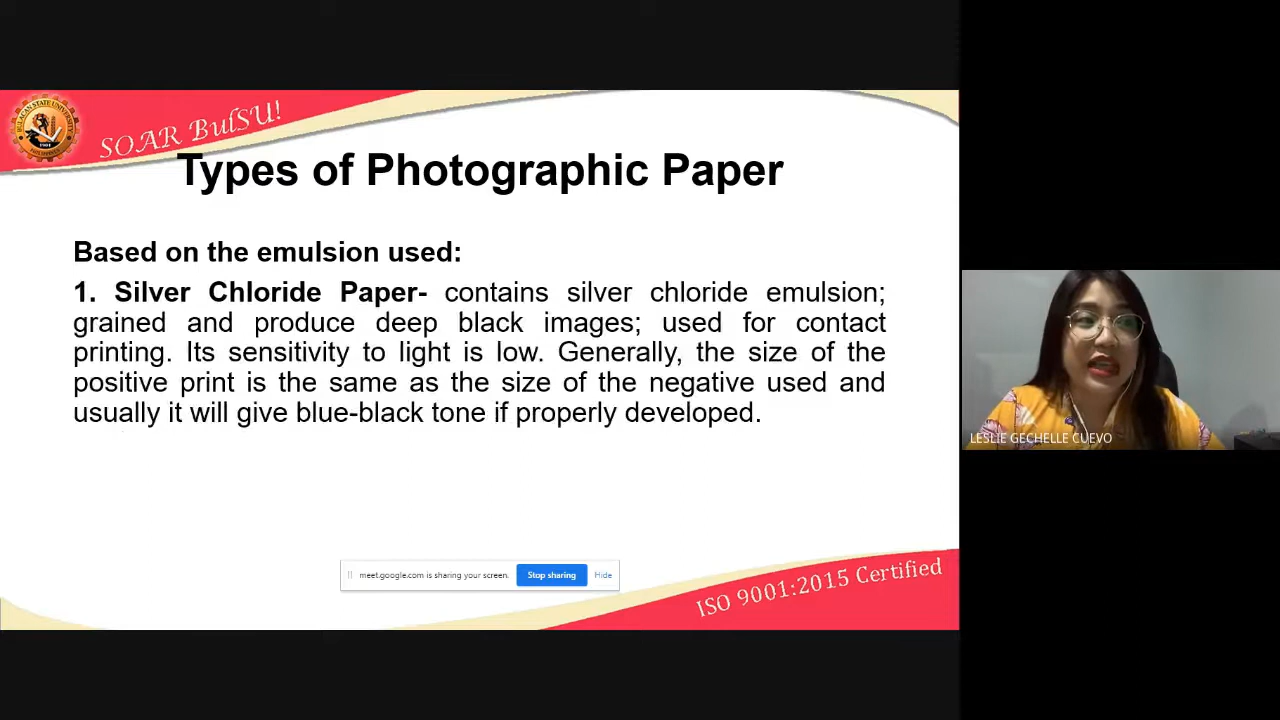 SOAR BulSU!
Types of Photographic Paper
Based on the emulsion used:
1. Silver Chloride Paper- contains silver chloride emulsion;
grained and produce deep black images; used for contact
printing. Its sensitivity to light is low. Generally, the size of the
positive print is the same as the size of the negative used and
usually it will give blue-black tone if properly developed.
LESLIE GECHELLE CUEVO
meet.google.com is sharing your screen. Stop sharing Hide
ISO 9001:2015 Certified